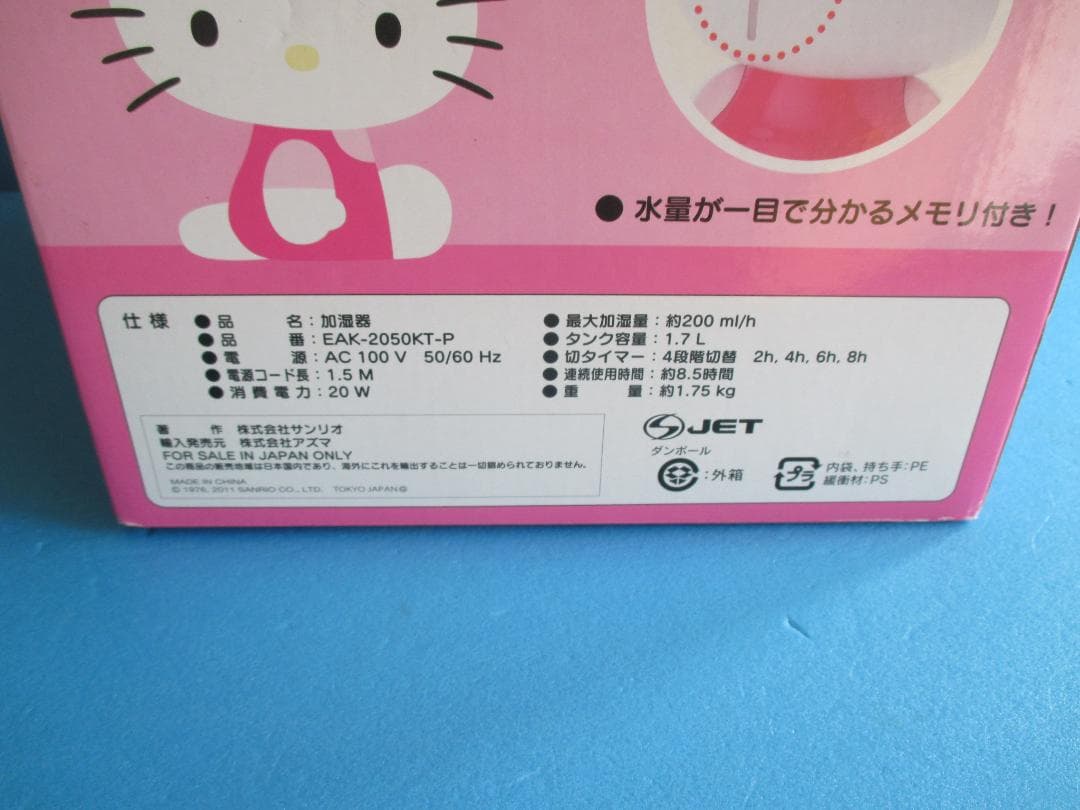 ● 水量が一目で分かるメモリ付き！
仕様
● 品 名：加湿器
● 品 番：EAK-2050KT-P
● 電 源：AC 100 V 50/60 Hz
● 電源コード長：1.5 M
● 消費電力：20 W
● 最大加湿量：約200 ml/h
● タンク容量：1.7 L
● 切タイマー：4段階切替 2h, 4h, 6h, 8h
● 連続使用時間：約8.5時間
● 重 量：約1.75 kg
著 作 株式会社サンリオ
輸入発売元 株式会社アズマ
FOR SALE IN JAPAN ONLY
この商品の販売地域は日本国内であり、海外にこれを輸出することは一切認められておりません。
MADE IN CHINA
© 1976, 2011 SANRIO CO., LTD. TOKYO JAPAN Ⓛ
JET
ダンボール
：外箱
プラ
内袋、持ち手：PE
緩衝材：PS